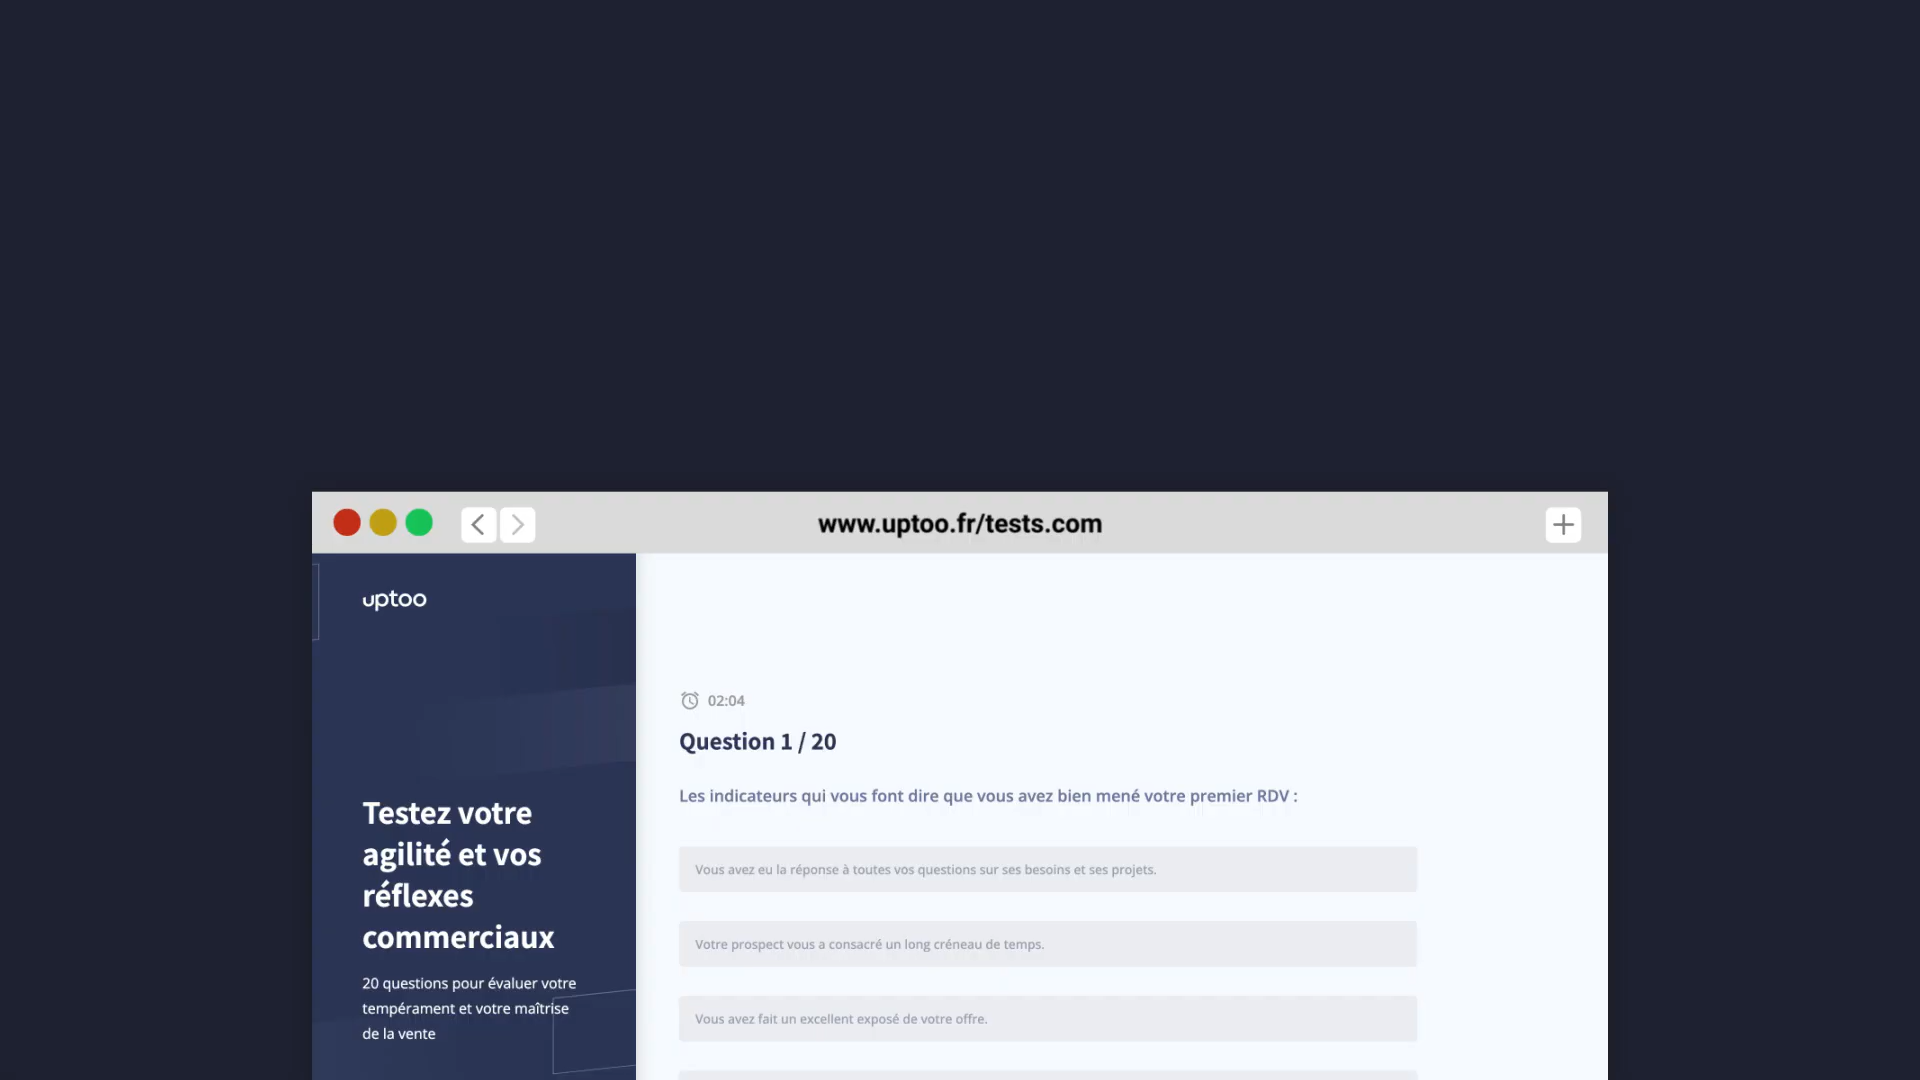 www.uptoo.fr/tests.com
uptoo
Testez votre
agilité et vos
réflexes
commerciaux
20 questions pour évaluer votre
tempérament et votre maîtrise
de la vente
02:04
Question 1 / 20
Les indicateurs qui vous font dire que vous avez bien mené votre premier RDV :
Vous avez eu la réponse à toutes vos questions sur ses besoins et ses projets.
Votre prospect vous a consacré un long créneau de temps.
Vous avez fait un excellent exposé de votre offre.